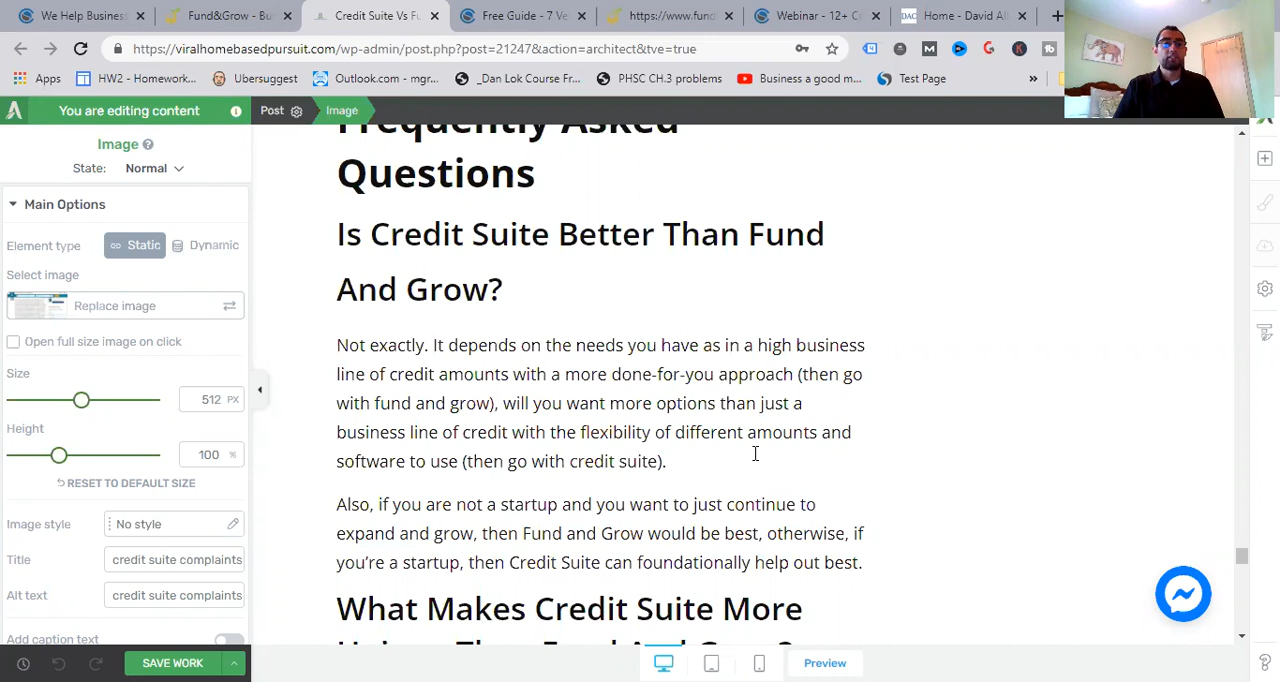 We Help Business
Fund&Grow - Bu
Credit Suite Vs Fu
Free Guide - 7 Ve
https://www.fund
Webinar - 12+ C
DAC Home - David All
https://viralhomebasedpursuit.com/wp-admin/post.php?post=21247&action=architect&tve=true
Apps
HW2 - Homework...
Ubersuggest
Outlook.com - mgr...
_Dan Lok Course Fr...
PHSC CH.3 problems
Business a good m...
Test Page
You are editing content
Post
Image
Image
State: Normal
Main Options
Element type
Static
Dynamic
Select image
Replace image
Open full size image on click
Size
512 PX
Height
100 %
RESET TO DEFAULT SIZE
Image style
No style
Title
credit suite complaints
Alt text
credit suite complaints
Add caption text
SAVE WORK
Frequently Asked
Questions
Is Credit Suite Better Than Fund
And Grow?
Not exactly. It depends on the needs you have as in a high business
line of credit amounts with a more done-for-you approach (then go
with fund and grow), will you want more options than just a
business line of credit with the flexibility of different amounts and
software to use (then go with credit suite).
Also, if you are not a startup and you want to just continue to
expand and grow, then Fund and Grow would be best, otherwise, if
you’re a startup, then Credit Suite can foundationally help out best.
What Makes Credit Suite More
Preview